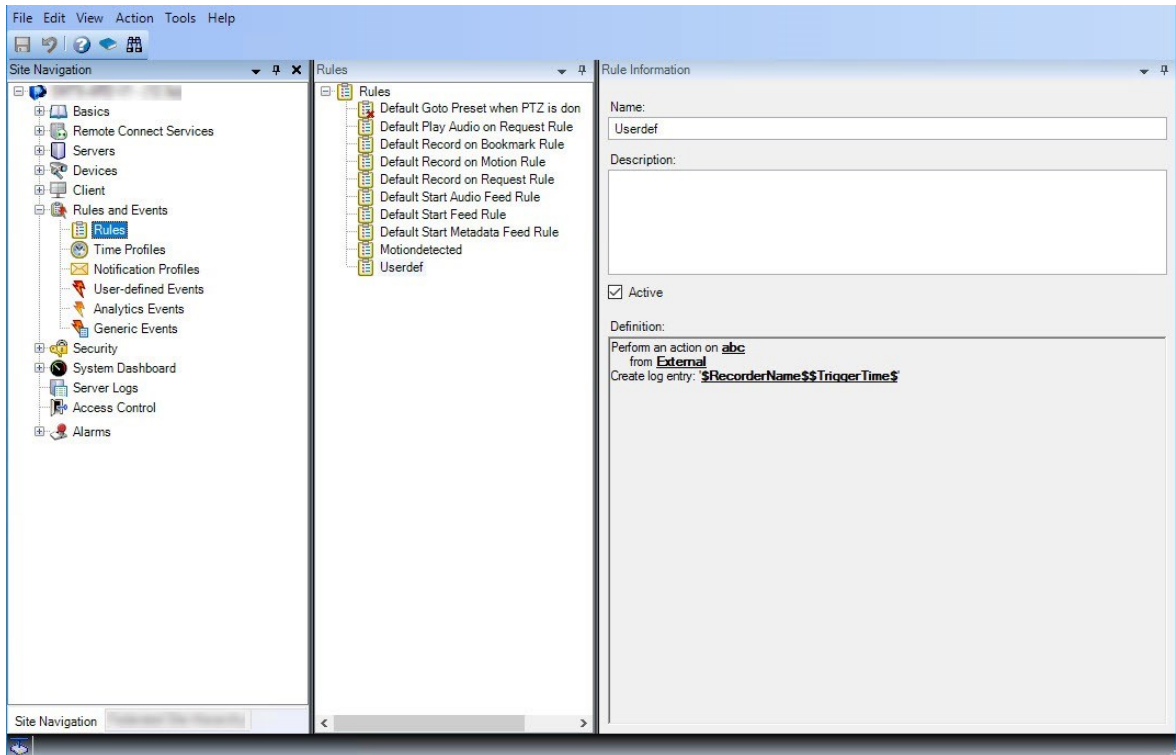 File Edit View Action Tools Help
Site Navigation
Basics
Remote Connect Services
Servers
Devices
Client
Rules and Events
Rules
Time Profiles
Notification Profiles
User-defined Events
Analytics Events
Generic Events
Security
System Dashboard
Server Logs
Access Control
Alarms
Site Navigation
Rules
Rules
Default Goto Preset when PTZ is don
Default Play Audio on Request Rule
Default Record on Bookmark Rule
Default Record on Motion Rule
Default Record on Request Rule
Default Start Audio Feed Rule
Default Start Feed Rule
Default Start Metadata Feed Rule
Motiondetected
Userdef
Rule Information
Name:
Userdef
Description:
Active
Definition:
Perform an action on abc
from External
Create log entry: '$RecorderName$$TriggerTime$'